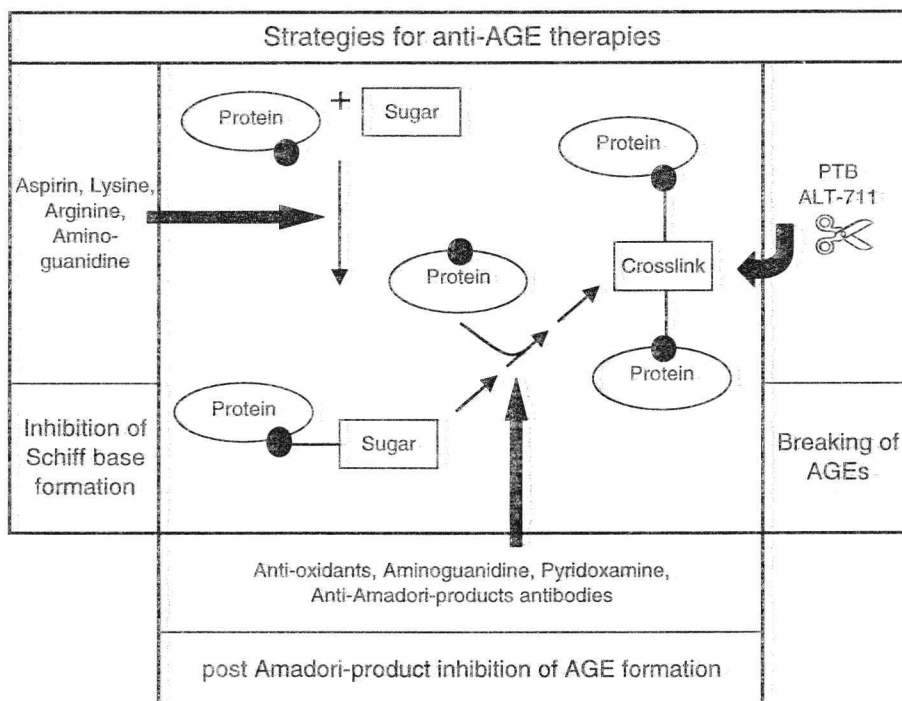 Strategies for anti-AGE therapies
Protein
+
Sugar
Aspirin, Lysine,
Arginine,
Amino-
guanidine
Protein
Protein
PTB
ALT-711
Crosslink
Protein
Protein
Sugar
Inhibition of
Schiff base
formation
Breaking of
AGEs
Anti-oxidants, Aminoguanidine, Pyridoxamine,
Anti-Amadori-products antibodies
post Amadori-product inhibition of AGE formation